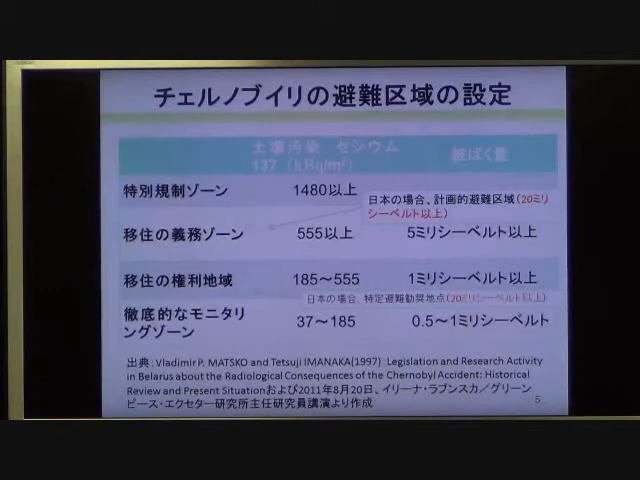 チェルノブイリの避難区域の設定
土壌汚染 セシウム
137（kBq/m²）
被ばく量
特別規制ゾーン 1480以上
日本の場合、計画的避難区域（20ミリ
シーベルト以上）
移住の義務ゾーン 555以上 5ミリシーベルト以上
移住の権利地域 185～555 1ミリシーベルト以上
日本の場合、特定避難勧奨地点（20ミリシーベルト以上）
徹底的なモニタリ
ングゾーン
37～185 0.5～1ミリシーベルト
出典：Vladimir P. MATSKO and Tetsuji IMANAKA(1997) : Legislation and Research Activity
in Belarus about the Radiological Consequences of the Chernobyl Accident: Historical
Review and Present Situationおよび2011年8月20日、イリーナ・ラブンスカ／グリーン
ピース・エクセター研究所主任研究員講演より作成
5